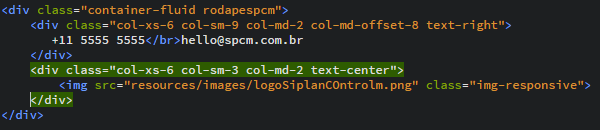 <div class="container-fluid rodapespcm">
<div class="col-xs-6 col-sm-9 col-md-2 col-md-offset-8 text-right">
+11 5555 5555</br>hello@spcm.com.br
</div>
<div class="col-xs-6 col-sm-3 col-md-2 text-center">
<img src="resources/images/logoSiplanCOntrolm.png" class="img-responsive">
</div>
</div>